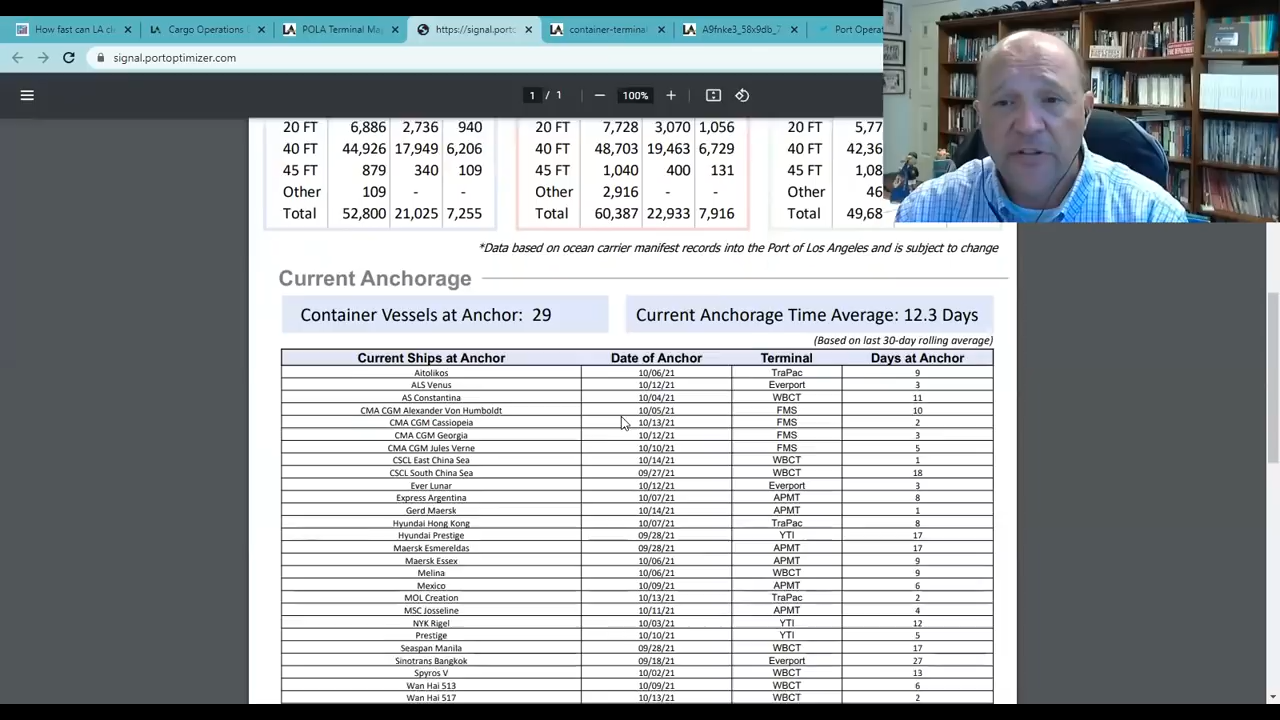 How fast can LA cl
Cargo Operations
POLA Terminal Ma
https://signal.porto
container-terminal
A9fnke3_58x9db_7
Port Operat
signal.portoptimizer.com
1 / 1 100%
20 FT 6,886 2,736 940 20 FT 7,728 3,070 1,056 20 FT 5,77
40 FT 44,926 17,949 6,206 40 FT 48,703 19,463 6,729 40 FT 42,36
45 FT 879 340 109 45 FT 1,040 400 131 45 FT 1,08
Other 109 - - Other 2,916 - - Other 46
Total 52,800 21,025 7,255 Total 60,387 22,933 7,916 Total 49,68
*Data based on ocean carrier manifest records into the Port of Los Angeles and is subject to change
Current Anchorage
Container Vessels at Anchor: 29 Current Anchorage Time Average: 12.3 Days
(Based on last 30-day rolling average)
Current Ships at Anchor Date of Anchor Terminal Days at Anchor
Aitolikos 10/06/21 TraPac 9
ALS Venus 10/12/21 Everport 3
AS Constantina 10/04/21 WBCT 11
CMA CGM Alexander Von Humboldt 10/05/21 FMS 10
CMA CGM Cassiopeia 10/13/21 FMS 2
CMA CGM Georgia 10/12/21 FMS 3
CMA CGM Jules Verne 10/10/21 FMS 5
CSCL East China Sea 10/14/21 WBCT 1
CSCL South China Sea 09/27/21 WBCT 18
Ever Lunar 10/12/21 Everport 3
Express Argentina 10/07/21 APMT 8
Gerd Maersk 10/14/21 APMT 1
Hyundai Hong Kong 10/07/21 TraPac 8
Hyundai Prestige 09/28/21 YTI 17
Maersk Esmereldas 09/28/21 APMT 17
Maersk Essex 10/06/21 APMT 9
Melina 10/06/21 WBCT 9
Mexico 10/09/21 APMT 6
MOL Creation 10/13/21 TraPac 2
MSC Josseline 10/11/21 APMT 4
NYK Rigel 10/03/21 YTI 12
Prestige 10/10/21 YTI 5
Seaspan Manila 09/28/21 WBCT 17
Sinotrans Bangkok 09/18/21 Everport 27
Spyros V 10/02/21 WBCT 13
Wan Hai 513 10/09/21 WBCT 6
Wan Hai 517 10/13/21 WBCT 2